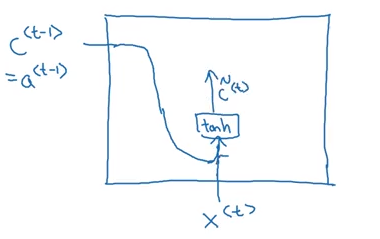 c<t-1>
=a<t-1>
c̃<t>
tanh
x<t>